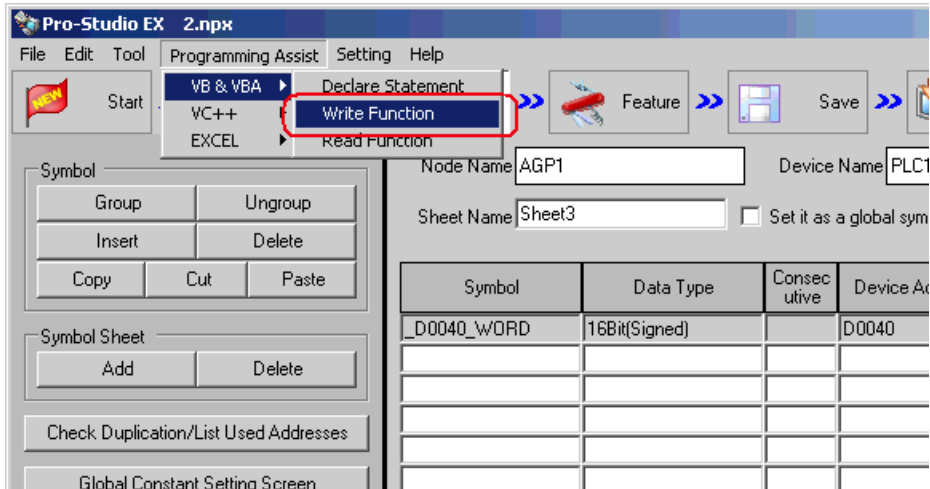 Pro-Studio EX 2.npx
File Edit Tool Programming Assist Setting Help
NEW Start
VB & VBA
VC++
EXCEL
Declare Statement
Write Function
Read Function
Feature
Save
Symbol
Group Ungroup
Insert Delete
Copy Cut Paste
Symbol Sheet
Add Delete
Check Duplication/List Used Addresses
Global Constant Setting Screen
Node Name AGP1 Device Name PLC1
Sheet Name Sheet3 Set it as a global sym
Symbol Data Type Consec Device Ad
utive
_D0040_WORD 16Bit(Signed) D0040